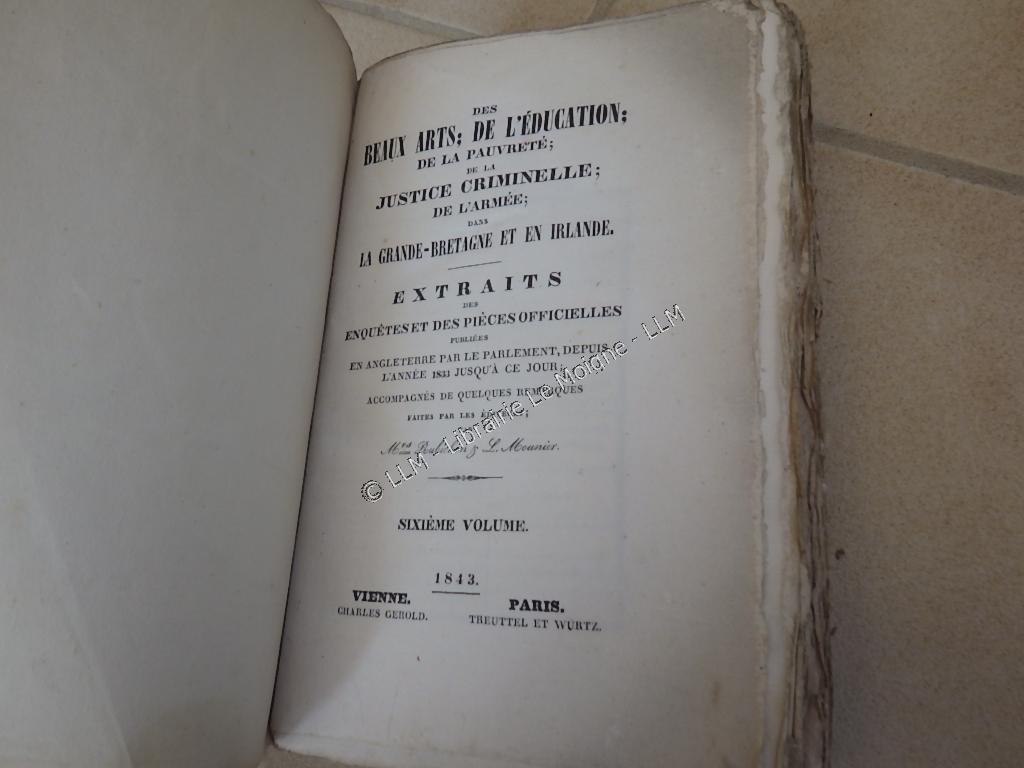 DES
BEAUX ARTS; DE L'ÉDUCATION;
DE LA PAUVRETÉ;
DE LA
JUSTICE CRIMINELLE;
DE L'ARMÉE;
DANS
LA GRANDE-BRETAGNE ET EN IRLANDE.
EXTRAITS
DES
ENQUÊTES ET DES PIÈCES OFFICIELLES
PUBLIÉES
EN ANGLETERRE PAR LE PARLEMENT, DEPUIS
L'ANNÉE 1833 JUSQU'À CE JOUR;
ACCOMPAGNÉS DE QUELQUES REMARQUES
FAITES PAR LES
Mrs & L. Mounier.
SIXIÈME VOLUME.
1843.
VIENNE.
CHARLES GEROLD.
PARIS.
TREUTTEL ET WURTZ.
© LLM - Librairie Le Moigne - LLM